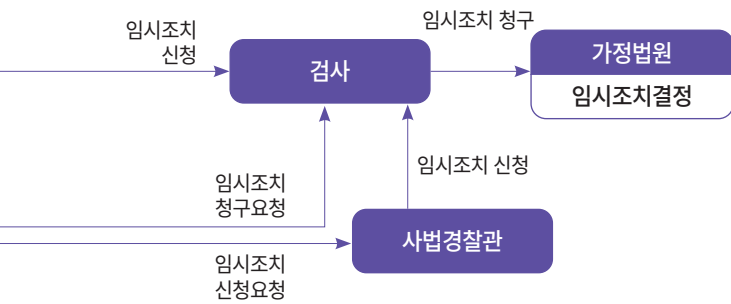 임시조치
신청
검사
임시조치 청구
가정법원
임시조치결정
임시조치
청구요청
임시조치 신청
사법경찰관
임시조치
신청요청